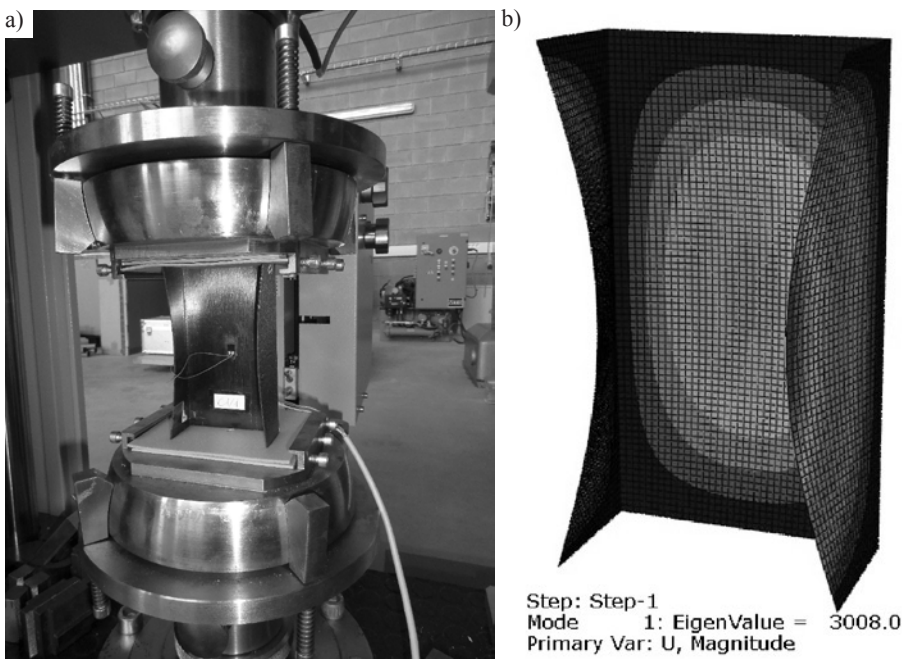 a)
b)
Step: Step-1
Mode 1: EigenValue = 3008.0
Primary Var: U, Magnitude